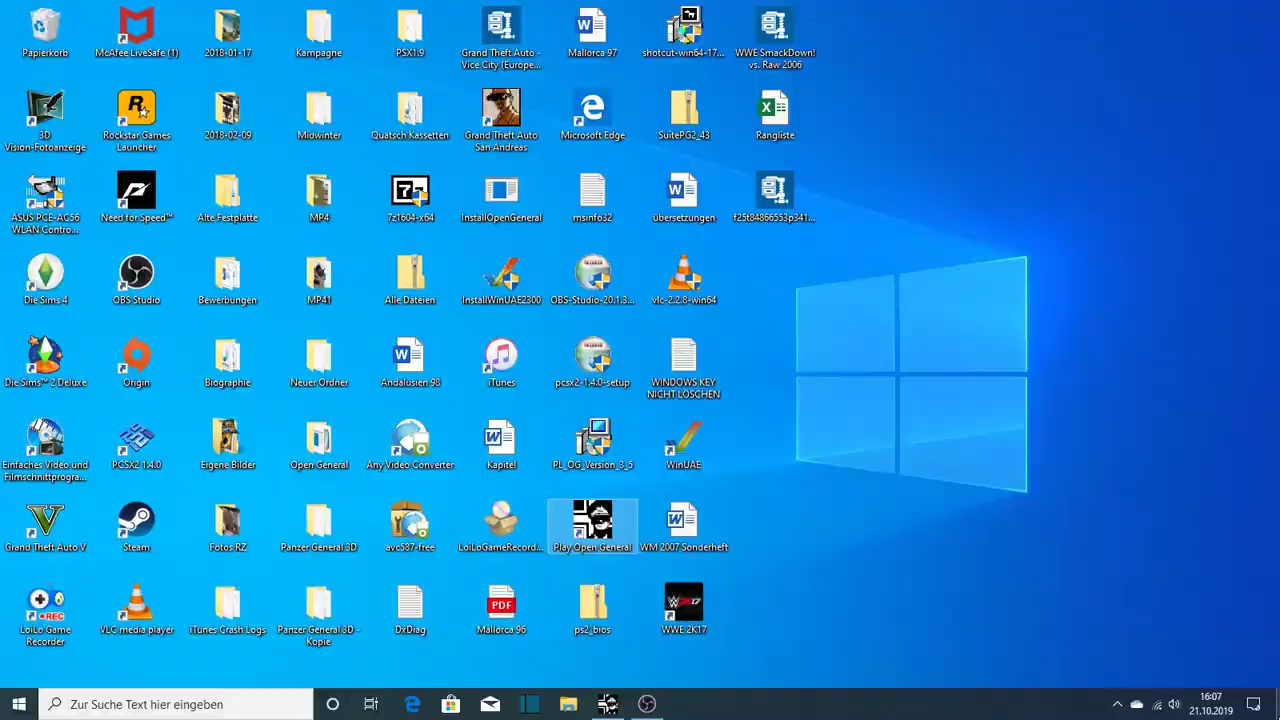 Papierkorb
McAfee LiveSafe (1)
2018-01-17
Kampagne
PSX1.9
Grand Theft Auto -
Vice City (Europe...
Mallorca 97
shotcut-win64-17...
WWE SmackDown!
vs. Raw 2006
3D
Vision-Fotoanzeige
Rockstar Games
Launcher
2018-02-09
Midwinter
Quatsch Kassetten
Grand Theft Auto
San Andreas
Microsoft Edge
SuitePG2_43
Rangliste
ASUS PCE-AC56
WLAN Contro...
Need for Speed™
Alte Festplatte
MP4
7z1604-x64
InstallOpenGeneral
msinfo32
übersetzungen
f25t84866553p341...
Die Sims 4
OBS Studio
Bewerbungen
MP41
Alle Dateien
InstallWinUAE2300
OBS-Studio-20.1.3...
vlc-2.2.8-win64
Die Sims™ 2 Deluxe
Origin
Biographie
Neuer Ordner
Andalusien 98
iTunes
pcsx2-1.4.0-setup
WINDOWS KEY
NICHT LÖSCHEN
Einfaches Video und
Filmschnittprogra...
PCSX2 1.4.0
Eigene Bilder
Open General
Any Video Converter
Kapitel
PL_OG_Version_3_5
WinUAE
Grand Theft Auto V
Steam
Fotos RZ
Panzer General 3D
avc587-free
LoiLoGameRecord...
Play Open General
WM 2007 Sonderheft
REC
LoiLo Game
Recorder
VLC media player
iTunes Crash Logs
Panzer General 3D -
Kopie
DxDiag
PDF
Mallorca 96
ps2_bios
WWE 2K17
Zur Suche Text hier eingeben
16:07
21.10.2019